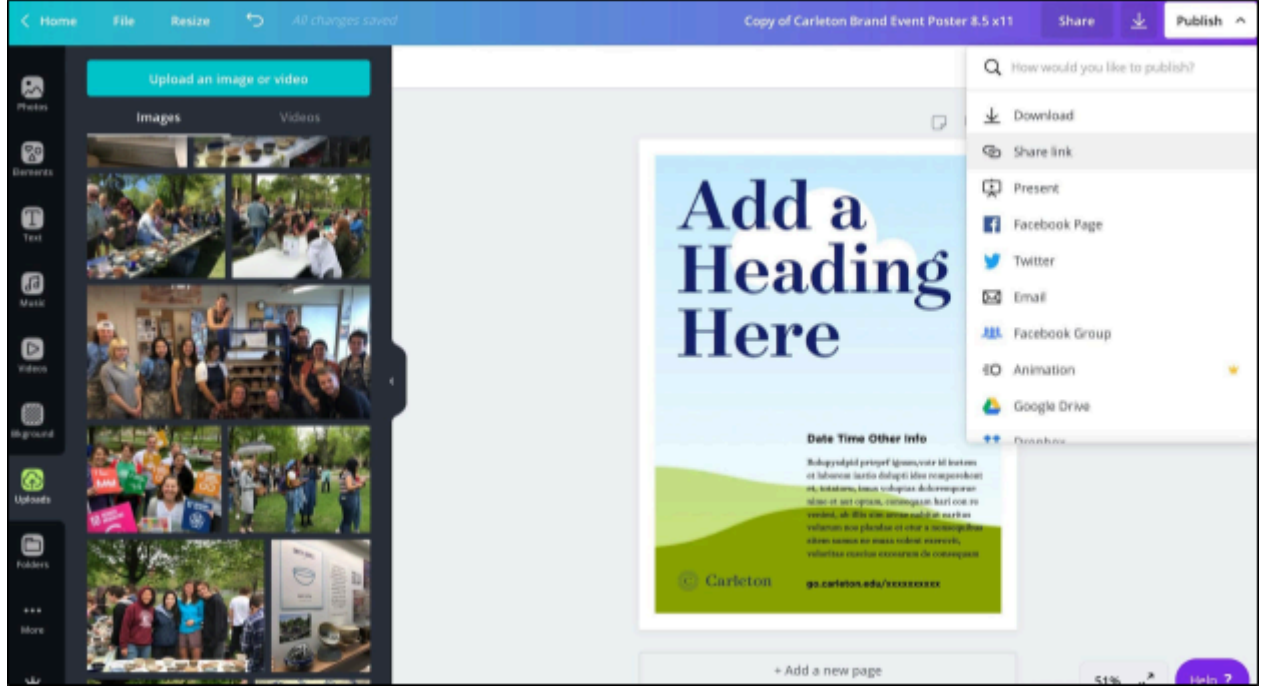 Home File Resize All changes saved Copy of Carleton Brand Event Poster 8.5 x11 Share Publish
Photos
Elements
Text
Music
Videos
Bkground
Uploads
Folders
More
Upload an image or video
Images Videos
Add a
Heading
Here
Date Time Other Info
Carleton
go.carleton.edu/xxxxxxxxxx
+ Add a new page
How would you like to publish?
Download
Share link
Present
Facebook Page
Twitter
Email
Facebook Group
Animation
Google Drive
Dropbox
51%
Help ?